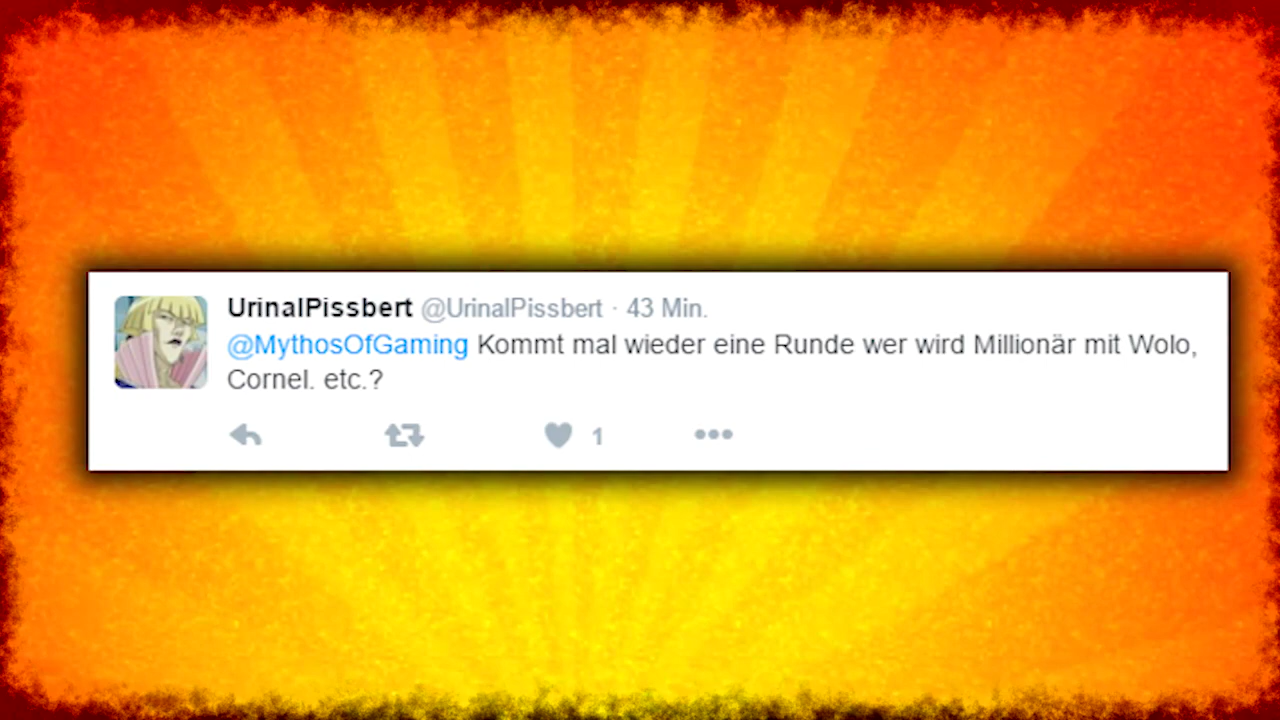 UrinalPissbert @UrinalPissbert · 43 Min.
@MythosOfGaming Kommt mal wieder eine Runde wer wird Millionär mit Wolo,
Cornel. etc.?
1